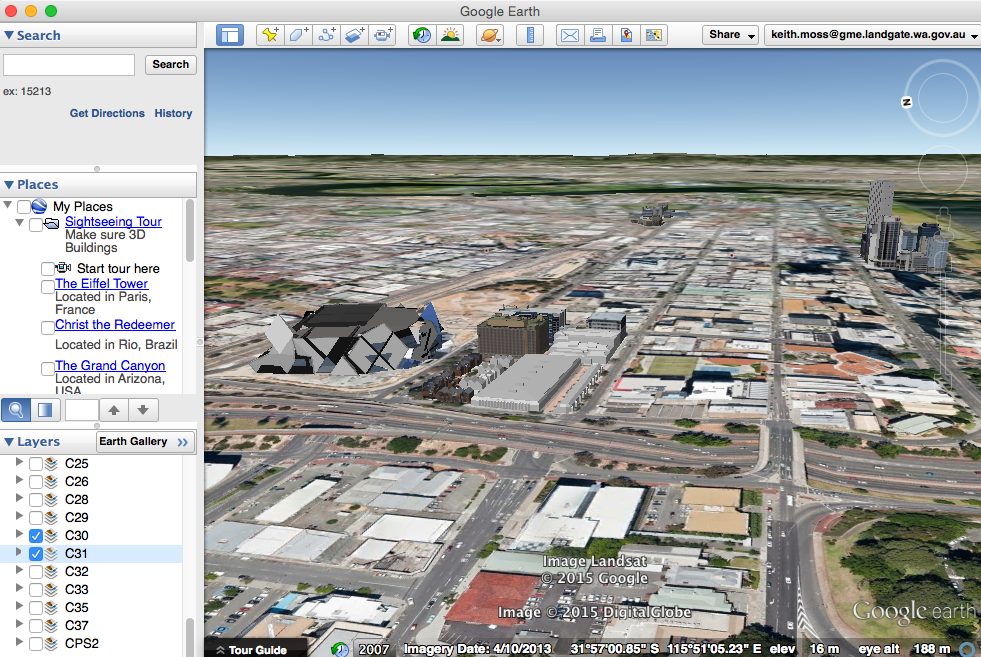 Google Earth
Search
Search
ex: 15213
Get Directions History
Share
keith.moss@gme.landgate.wa.gov.au
N
Places
My Places
Sightseeing Tour
Make sure 3D
Buildings
Start tour here
The Eiffel Tower
Located in Paris,
France
Christ the Redeemer
Located in Rio, Brazil
The Grand Canyon
Located in Arizona,
USA
Layers
Earth Gallery »
C25
C26
C28
C29
C30
C31
C32
C33
C35
C37
CPS2
Image Landsat
© 2015 Google
Image © 2015 DigitalGlobe
Google earth
Tour Guide
2007
Imagery Date: 4/10/2013 31°57'00.85" S 115°51'05.23" E elev 16 m eye alt 188 m